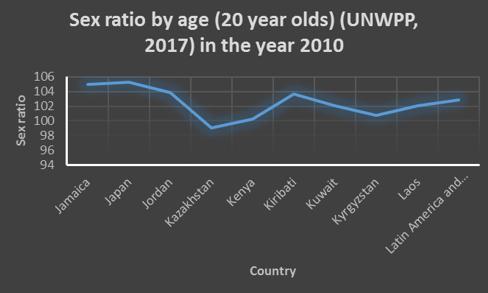 Sex ratio by age (20 year olds) (UNWPP,
2017) in the year 2010
Sex ratio
106
104
102
100
98
96
94
Jamaica
Japan
Jordan
Kazakhstan
Kenya
Kiribati
Kuwait
Kyrgyzstan
Laos
Latin America and...
Country